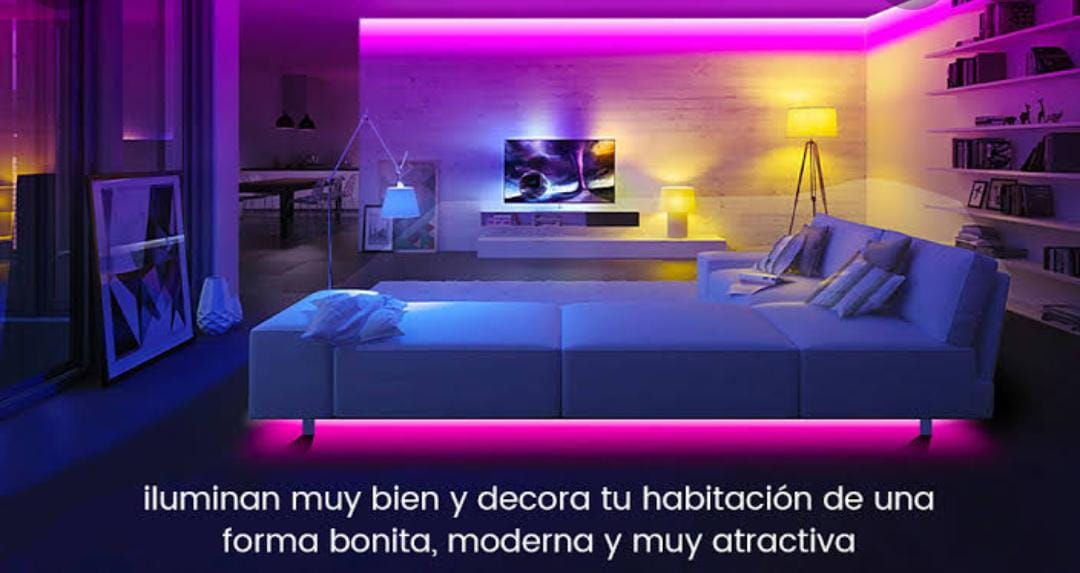 iluminan muy bien y decora tu habitación de una
forma bonita, moderna y muy atractiva